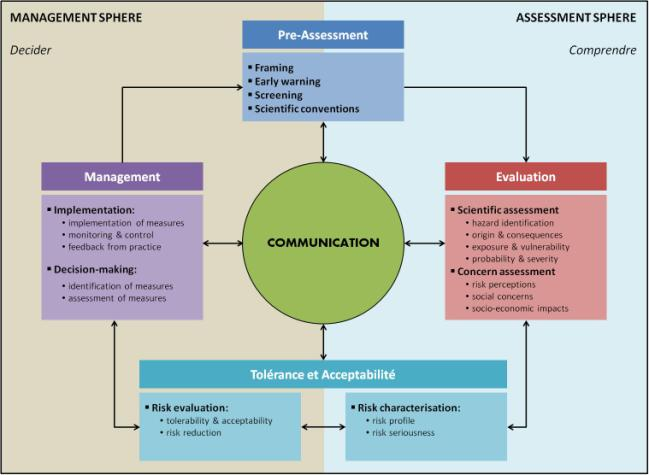 MANAGEMENT SPHERE
ASSESSMENT SPHERE
Decider
Comprendre
Pre-Assessment
▪ Framing
▪ Early warning
▪ Screening
▪ Scientific conventions
Management
▪ Implementation:
• implementation of measures
• monitoring & control
• feedback from practice
▪ Decision-making:
• identification of measures
• assessment of measures
COMMUNICATION
Evaluation
▪ Scientific assessment
• hazard identification
• origin & consequences
• exposure & vulnerability
• probability & severity
▪ Concern assessment
• risk perceptions
• social concerns
• socio-economic impacts
Tolérance et Acceptabilité
▪ Risk evaluation:
• tolerability & acceptability
• risk reduction
▪ Risk characterisation:
• risk profile
• risk seriousness